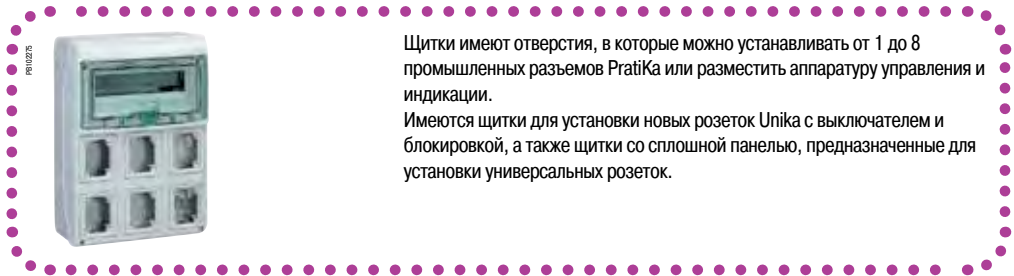 PB102275
Щитки имеют отверстия, в которые можно устанавливать от 1 до 8
промышленных разъемов PratiKa или разместить аппаратуру управления и
индикации.
Имеются щитки для установки новых розеток Unika с выключателем и
блокировкой, а также щитки со сплошной панелью, предназначенные для
установки универсальных розеток.